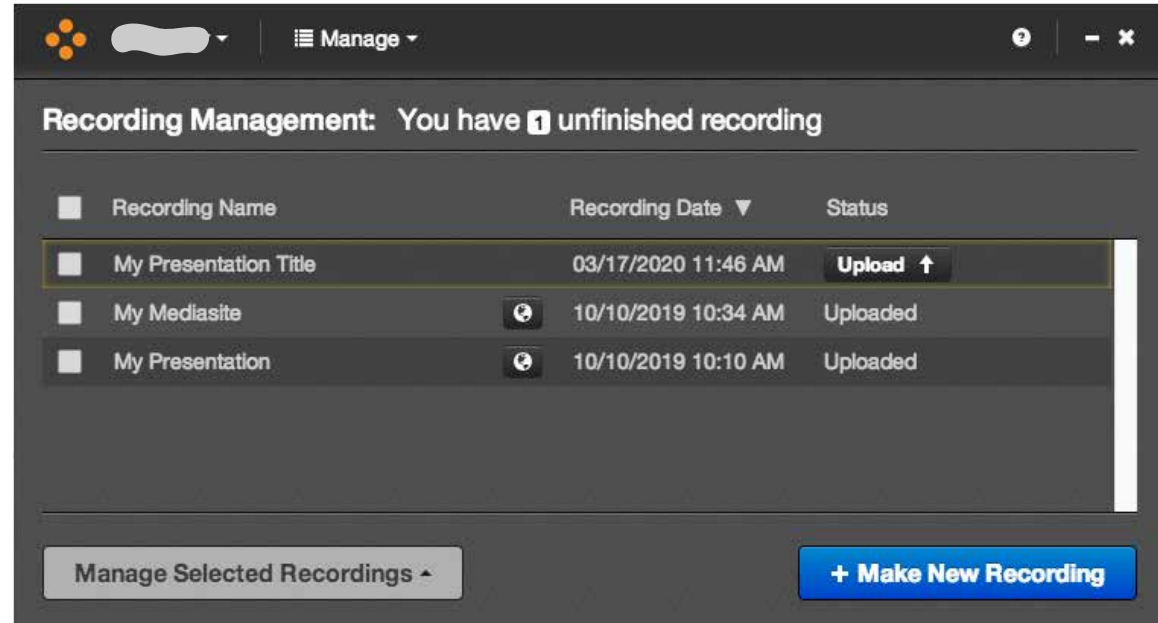 Manage
Recording Management: You have 1 unfinished recording
Recording Name Recording Date ▼ Status
My Presentation Title 03/17/2020 11:46 AM Upload ↑
My Mediasite 10/10/2019 10:34 AM Uploaded
My Presentation 10/10/2019 10:10 AM Uploaded
Manage Selected Recordings + Make New Recording